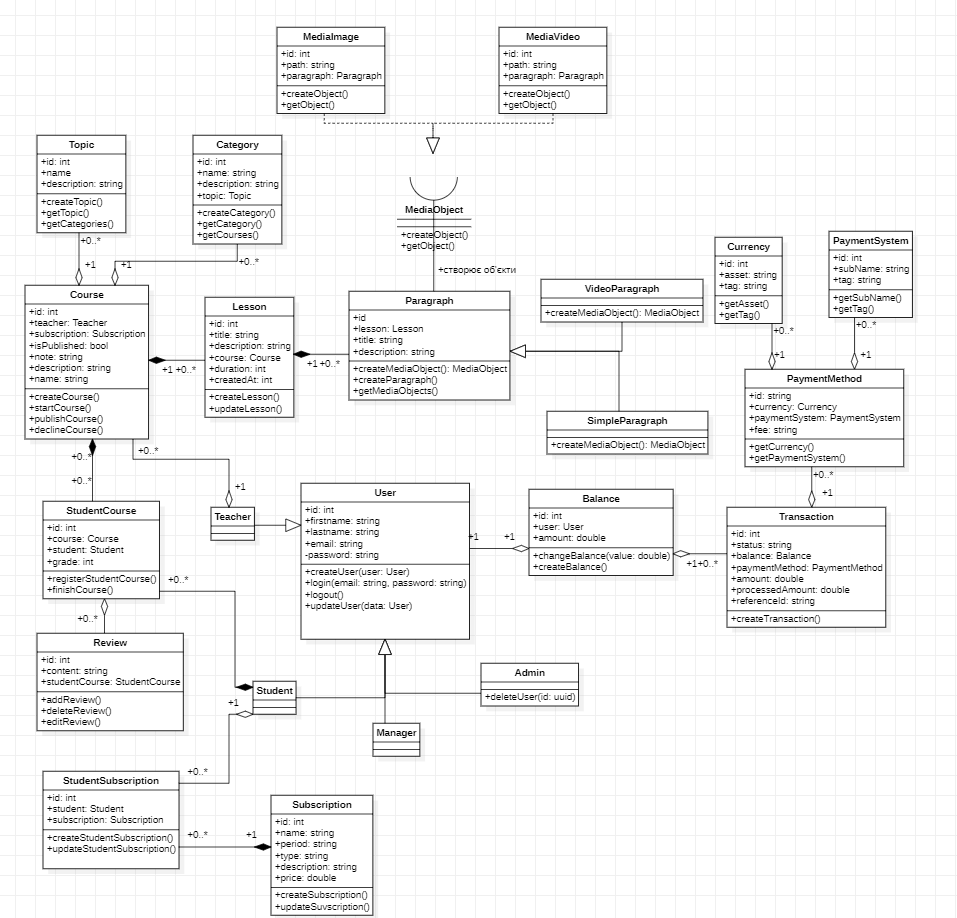 MediaImage
+id: int
+path: string
+paragraph: Paragraph
+createObject()
+getObject()
MediaVideo
+id: int
+path: string
+paragraph: Paragraph
+createObject()
+getObject()
Topic
+id: int
+name
+description: string
+createTopic()
+getTopic()
+getCategories()
+0..*
+1
Category
+id: int
+name: string
+description: string
+topic: Topic
+createCategory()
+getCategory()
+getCourses()
+0..*
+1
MediaObject
+createObject()
+getObject()
+створює об'єкти
Currency
+id: int
+asset: string
+tag: string
+getAsset()
+getTag()
+0..*
+1
PaymentSystem
+id: int
+subName: string
+tag: string
+getSubName()
+getTag()
+0..*
+1
Course
+id: int
+teacher: Teacher
+subscription: Subscription
+isPublished: bool
+note: string
+description: string
+name: string
+createCourse()
+startCourse()
+publishCourse()
+declineCourse()
+1 +0..*
Lesson
+id: int
+title: string
+description: string
+course: Course
+duration: int
+createdAt: int
+createLesson()
+updateLesson()
+1 +0..*
Paragraph
+id
+lesson: Lesson
+title: string
+description: string
+createMediaObject(): MediaObject
+createParagraph()
+getMediaObjects()
VideoParagraph
+createMediaObject(): MediaObject
SimpleParagraph
+createMediaObject(): MediaObject
PaymentMethod
+id: string
+currency: Currency
+paymentSystem: PaymentSystem
+fee: string
+getCurrency()
+getPaymentSystem()
+0..*
+1
+0..*
+0..*
+0..*
+1
StudentCourse
+id: int
+course: Course
+student: Student
+grade: int
+registerStudentCourse()
+finishCourse()
+0..*
+0..*
Teacher
User
+id: int
+firstname: string
+lastname: string
+email: string
-password: string
+createUser(user: User)
+login(email: string, password: string)
+logout()
+updateUser(data: User)
+1
+1
Balance
+id: int
+user: User
+amount: double
+changeBalance(value: double)
+createBalance()
+1+0..*
Transaction
+id: int
+status: string
+balance: Balance
+paymentMethod: PaymentMethod
+amount: double
+processedAmount: double
+referenceId: string
+createTransaction()
Review
+id: int
+content: string
+studentCourse: StudentCourse
+addReview()
+deleteReview()
+editReview()
Student
+1
Admin
+deleteUser(id: uuid)
Manager
StudentSubscription
+id: int
+student: Student
+subscription: Subscription
+createStudentSubscription()
+updateStudentSubscription()
+0..*
+0..*
+1
Subscription
+id: int
+name: string
+period: string
+type: string
+description: string
+price: double
+createSubscription()
+updateSuvscription()